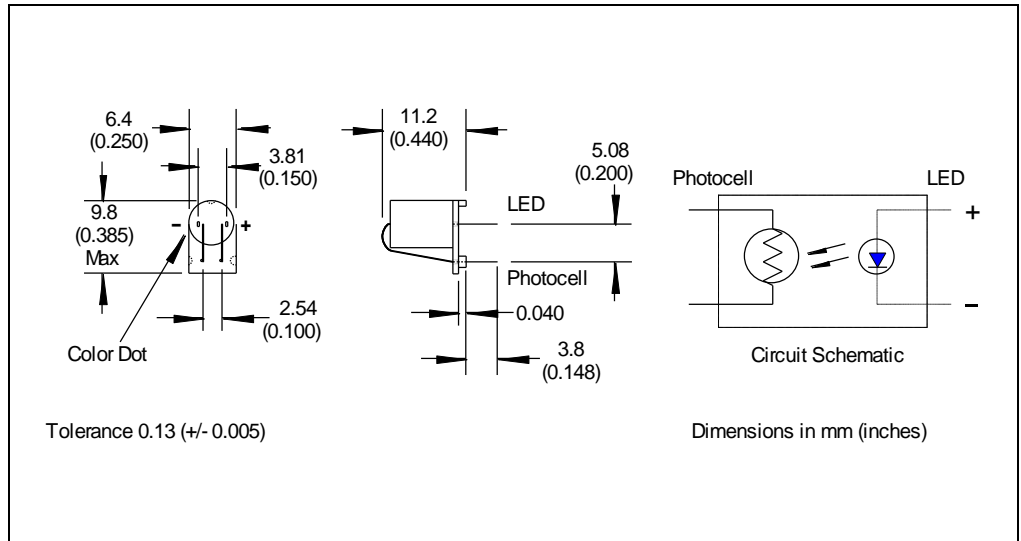 6.4
(0.250)
3.81
(0.150)
9.8
(0.385)
Max
-
+
2.54
(0.100)
Color Dot
11.2
(0.440)
5.08
(0.200)
LED
Photocell
0.040
3.8
(0.148)
Photocell
LED
+
-
Circuit Schematic
Tolerance 0.13 (+/- 0.005)
Dimensions in mm (inches)